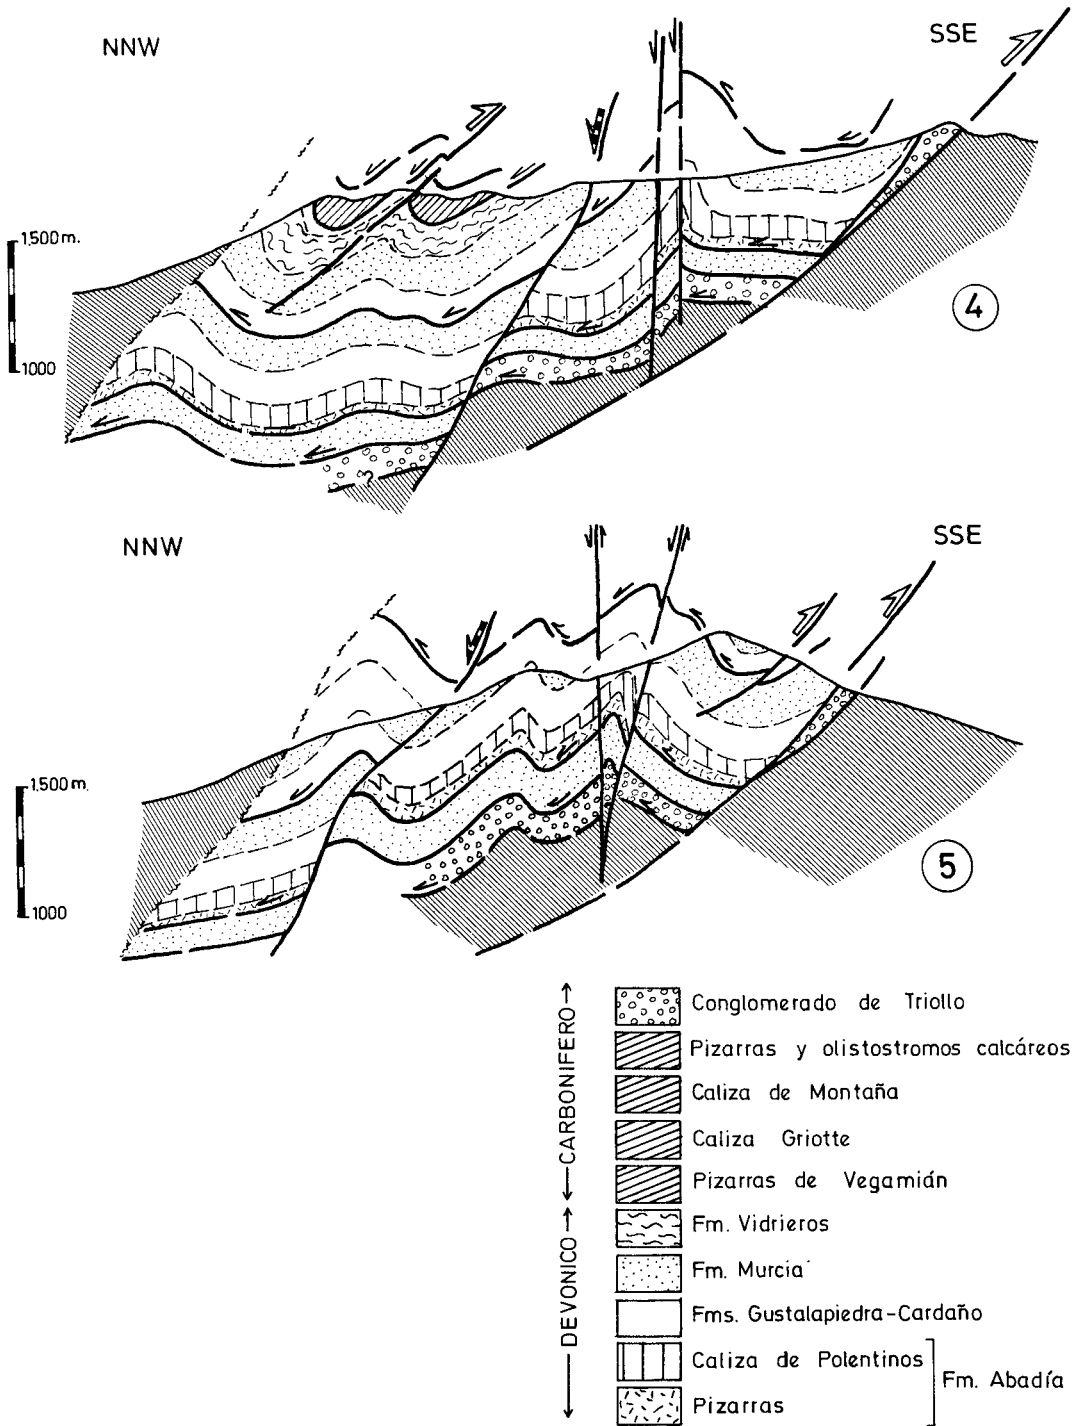 NNW
SSE
1.500 m.
1000
?
4
NNW
SSE
1.500 m.
1000
5
DEVONICO
CARBONIFERO
Conglomerado de Triollo
Pizarras y olistostromos calcáreos
Caliza de Montaña
Caliza Griotte
Pizarras de Vegamián
Fm. Vidrieros
Fm. Murcia
Fms. Gustalapiedra-Cardaño
Caliza de Polentinos
Pizarras
Fm. Abadía